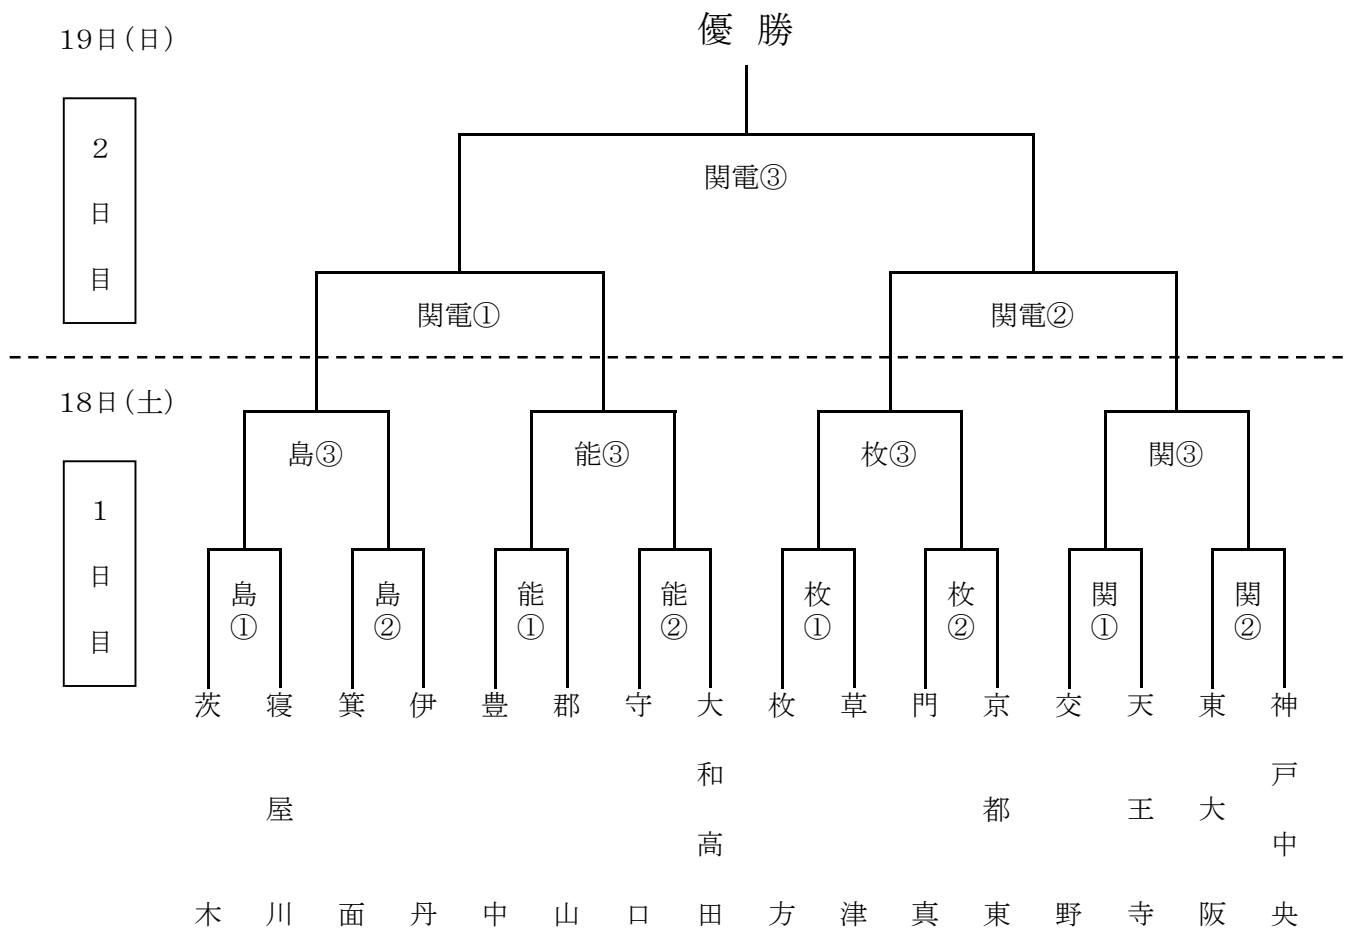 19日(日)
優 勝
2日目
関電③
関電①
関電②
18日(土)
1日目
島③
能③
枚③
関③
島①
島②
能①
能②
枚①
枚②
関①
関②
茨木
寝屋川
箕面
伊丹
豊中
郡山
守口
大和高田
枚方
草津
門真
京都東
交野
天王寺
東大阪
神戸中央